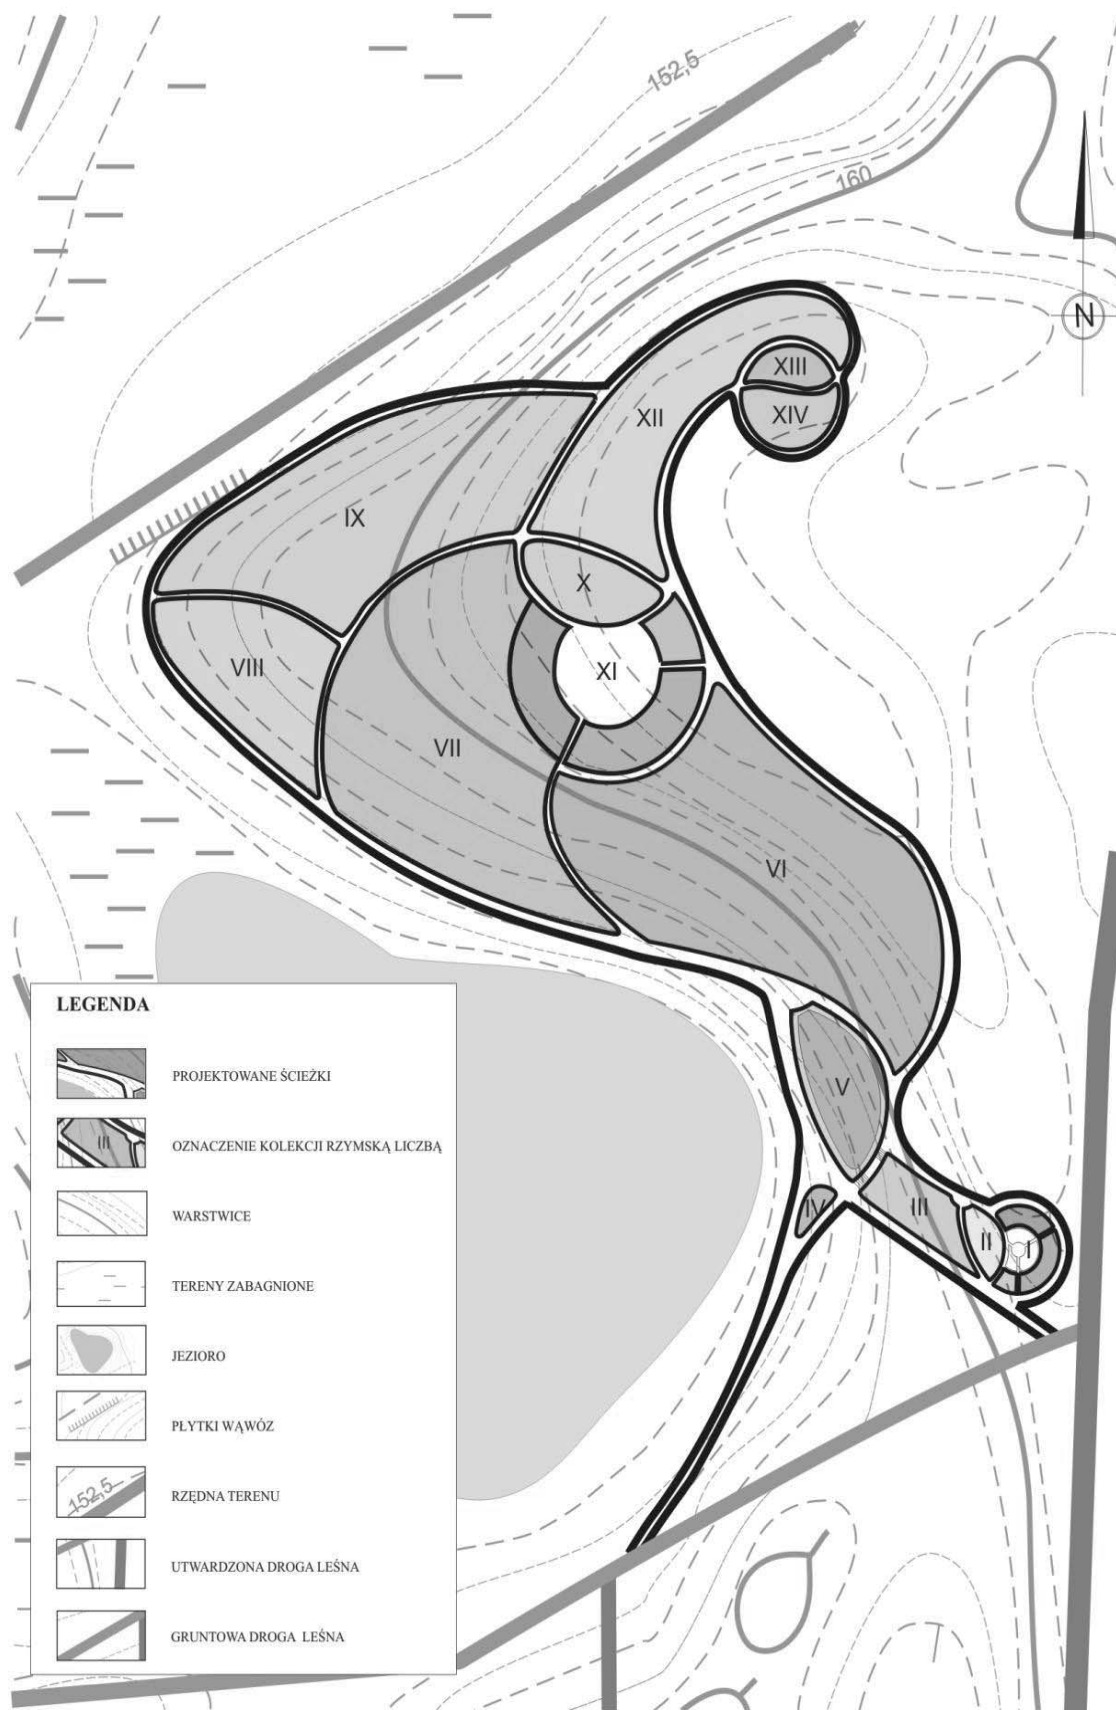 152,5
160
N
XIII
XIV
XII
IX
X
XI
VIII
VII
VI
V
IV
III
II
I
LEGENDA
PROJEKTOWANE ŚCIEŻKI
III
OZNACZENIE KOLEKCJI RZYMSKĄ LICZBĄ
WARSTWICE
TERENY ZABAGNIONE
JEZIORO
PŁYTKI WĄWÓZ
152,5
RZĘDNA TERENU
UTWARDZONA DROGA LEŚNA
GRUNTOWA DROGA LEŚNA